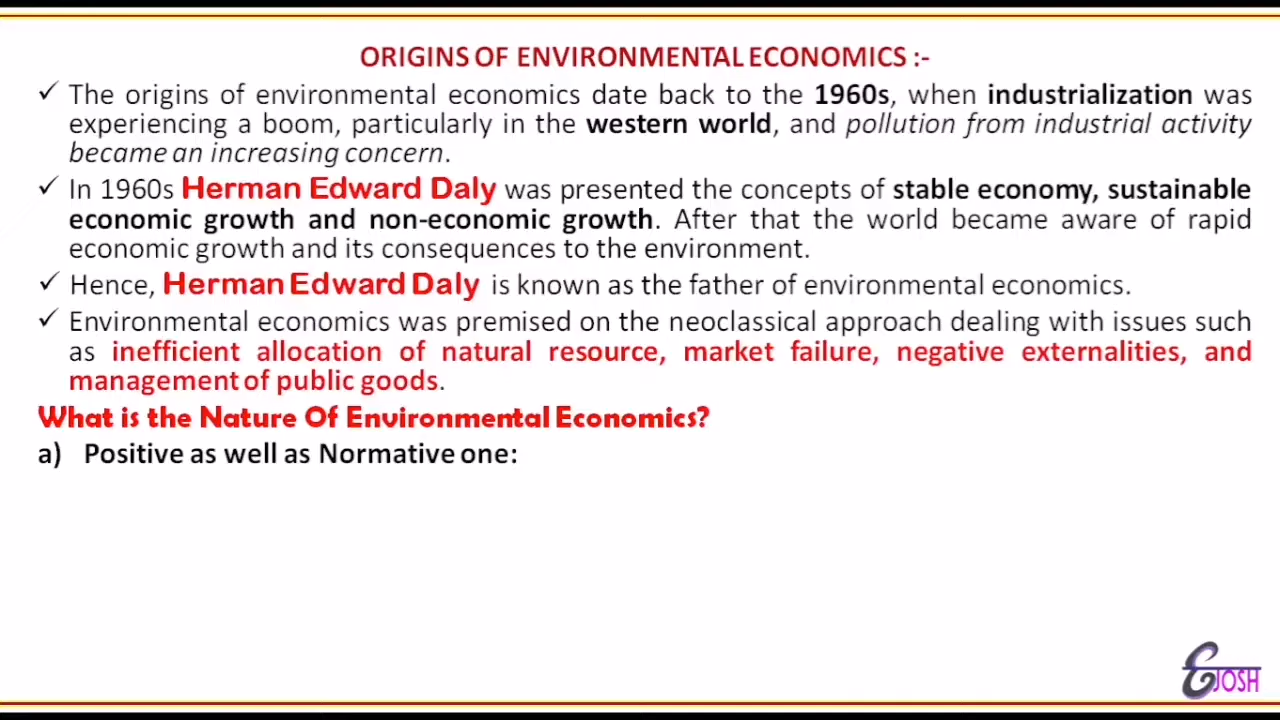 ORIGINS OF ENVIRONMENTAL ECONOMICS :-
✓ The origins of environmental economics date back to the 1960s, when industrialization was
experiencing a boom, particularly in the western world, and pollution from industrial activity
became an increasing concern.
✓ In 1960s Herman Edward Daly was presented the concepts of stable economy, sustainable
economic growth and non-economic growth. After that the world became aware of rapid
economic growth and its consequences to the environment.
✓ Hence, Herman Edward Daly is known as the father of environmental economics.
✓ Environmental economics was premised on the neoclassical approach dealing with issues such
as inefficient allocation of natural resource, market failure, negative externalities, and
management of public goods.
What is the Nature Of Environmental Economics?
a) Positive as well as Normative one:
JOSH